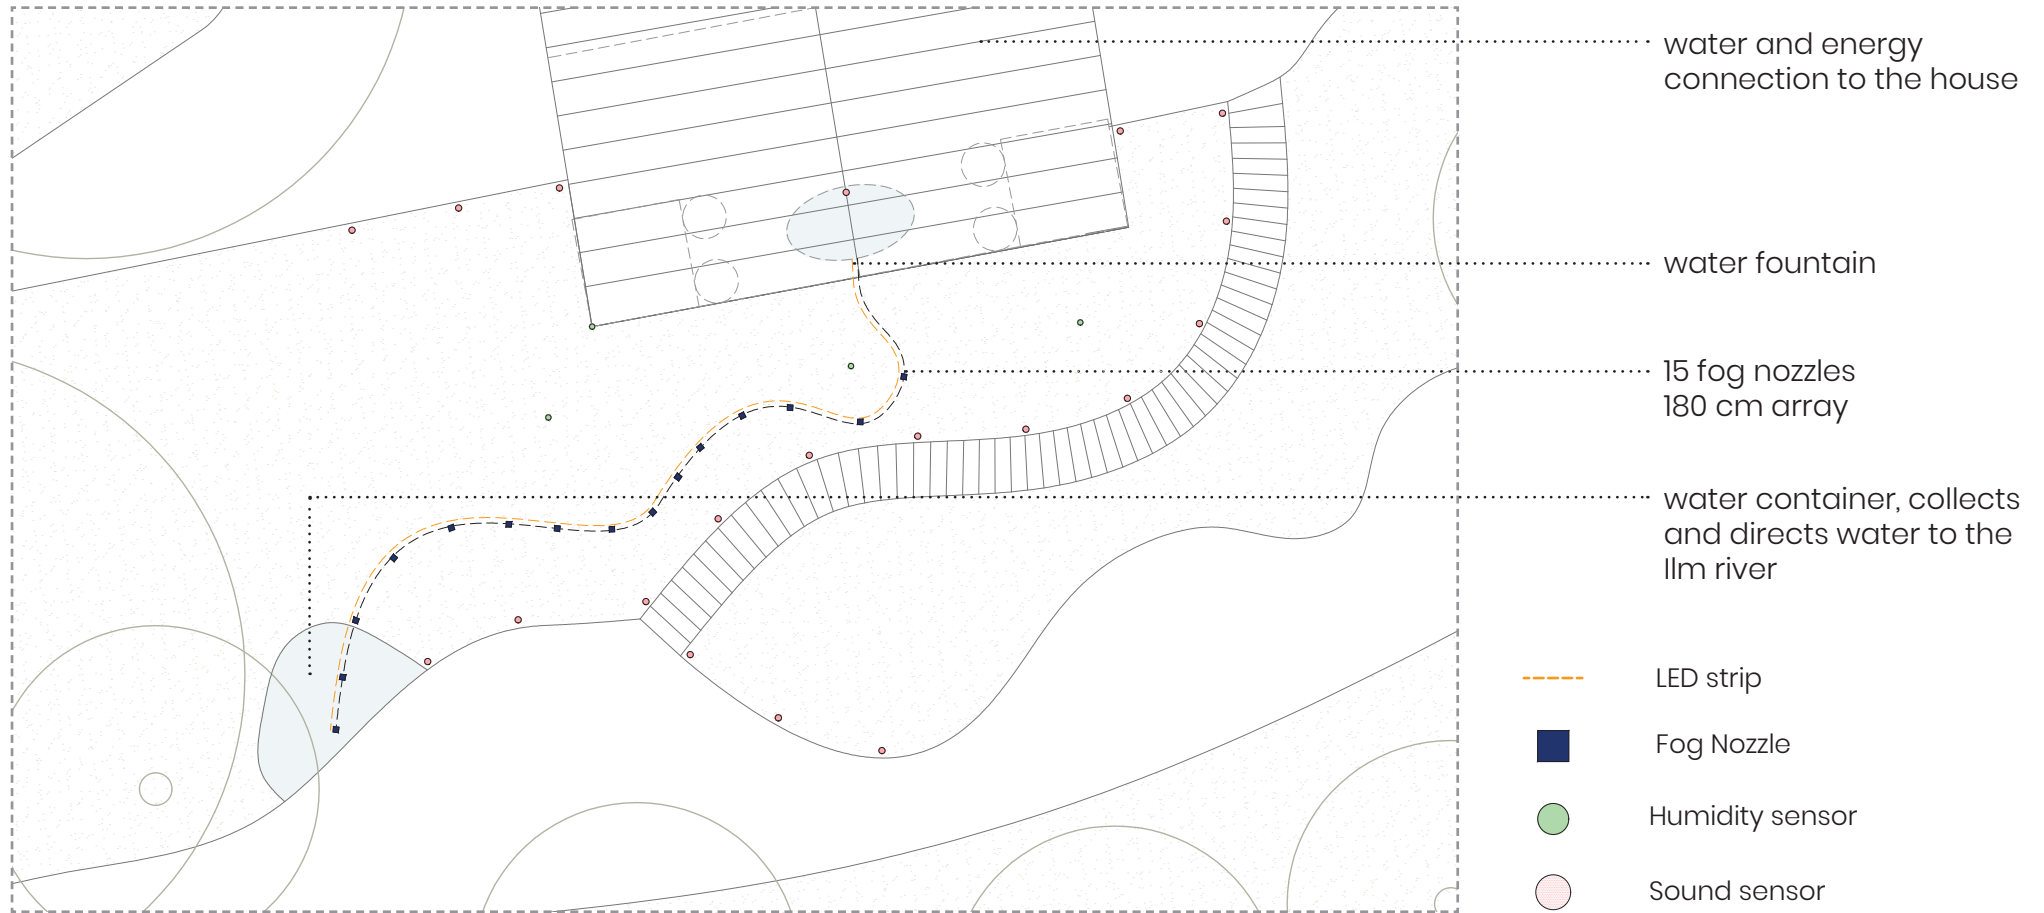 water and energy
connection to the house
water fountain
15 fog nozzles
180 cm array
water container, collects
and directs water to the
Ilm river
LED strip
Fog Nozzle
Humidity sensor
Sound sensor